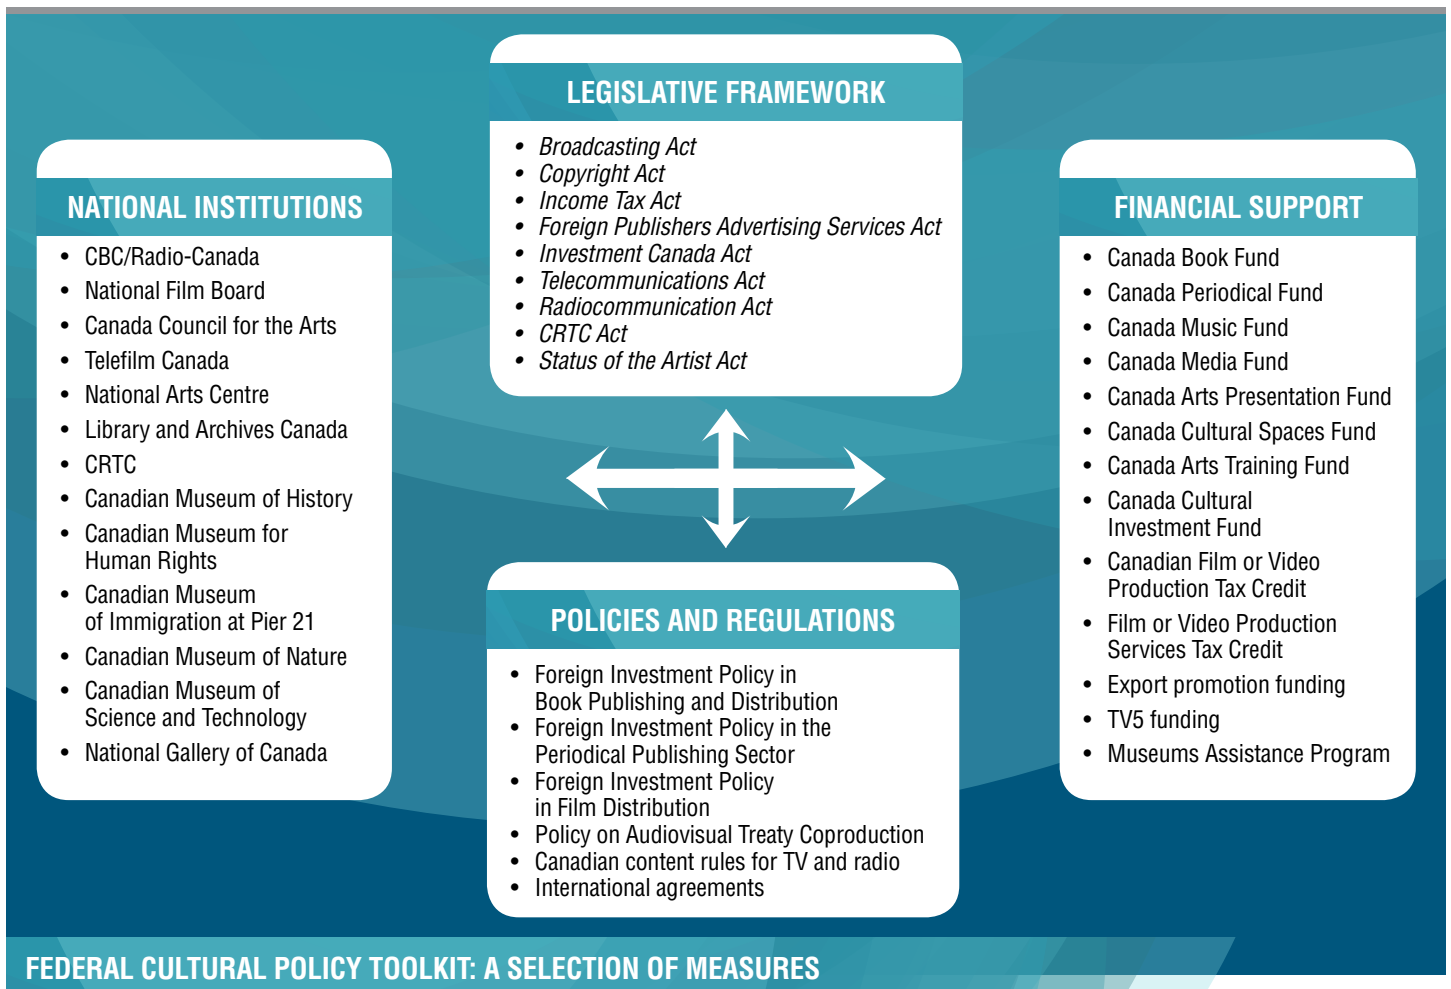 LEGISLATIVE FRAMEWORK
• Broadcasting Act
• Copyright Act
• Income Tax Act
• Foreign Publishers Advertising Services Act
• Investment Canada Act
• Telecommunications Act
• Radiocommunication Act
• CRTC Act
• Status of the Artist Act
NATIONAL INSTITUTIONS
• CBC/Radio-Canada
• National Film Board
• Canada Council for the Arts
• Telefilm Canada
• National Arts Centre
• Library and Archives Canada
• CRTC
• Canadian Museum of History
• Canadian Museum for
Human Rights
• Canadian Museum
of Immigration at Pier 21
• Canadian Museum of Nature
• Canadian Museum of
Science and Technology
• National Gallery of Canada
FINANCIAL SUPPORT
• Canada Book Fund
• Canada Periodical Fund
• Canada Music Fund
• Canada Media Fund
• Canada Arts Presentation Fund
• Canada Cultural Spaces Fund
• Canada Arts Training Fund
• Canada Cultural
Investment Fund
• Canadian Film or Video
Production Tax Credit
• Film or Video Production
Services Tax Credit
• Export promotion funding
• TV5 funding
• Museums Assistance Program
POLICIES AND REGULATIONS
• Foreign Investment Policy in
Book Publishing and Distribution
• Foreign Investment Policy in the
Periodical Publishing Sector
• Foreign Investment Policy
in Film Distribution
• Policy on Audiovisual Treaty Coproduction
• Canadian content rules for TV and radio
• International agreements
FEDERAL CULTURAL POLICY TOOLKIT: A SELECTION OF MEASURES